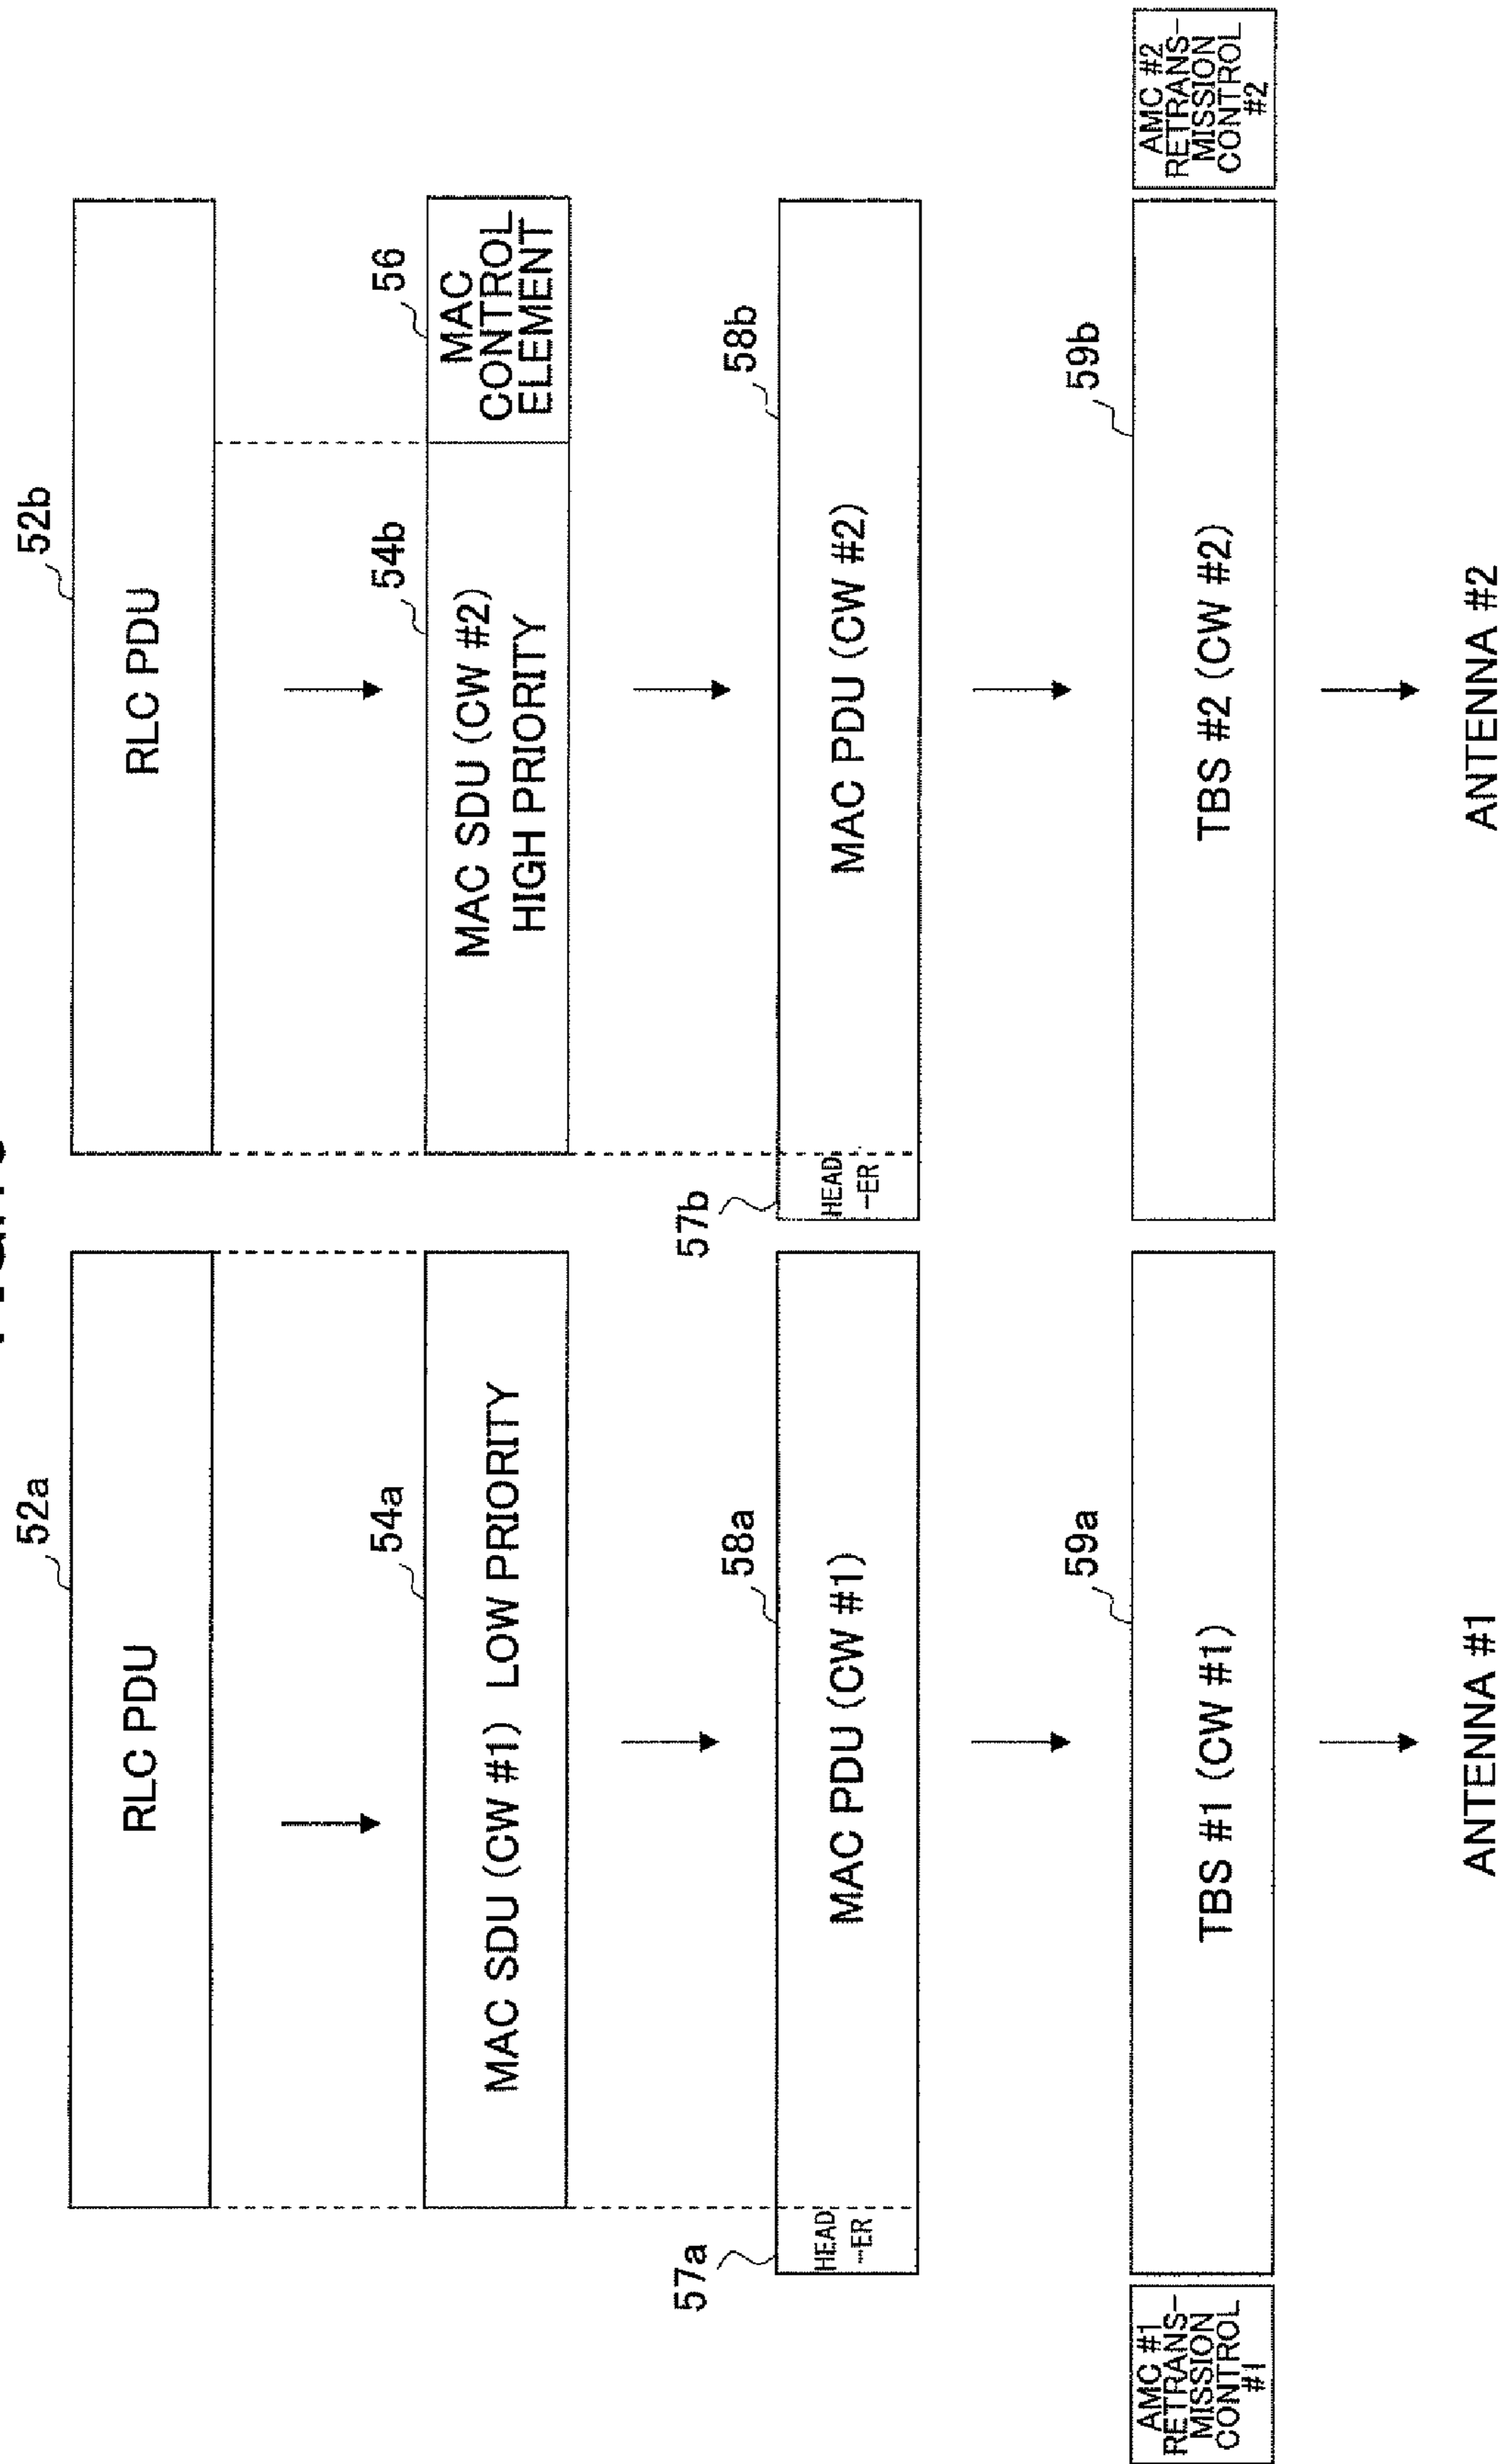 52a
RLC PDU
52b
RLC PDU
54a
MAC SDU (CW #1) LOW PRIORITY
54b
MAC SDU (CW #2)
HIGH PRIORITY
56
MAC
CONTROL
ELEMENT
57a
HEAD
-ER
58a
MAC PDU (CW #1)
57b
HEAD
-ER
58b
MAC PDU (CW #2)
AMC #1
RETRANS-
MISSION
CONTROL
#1
59a
TBS #1 (CW #1)
59b
TBS #2 (CW #2)
AMC #2
RETRANS-
MISSION
CONTROL
#2
ANTENNA #1
ANTENNA #2